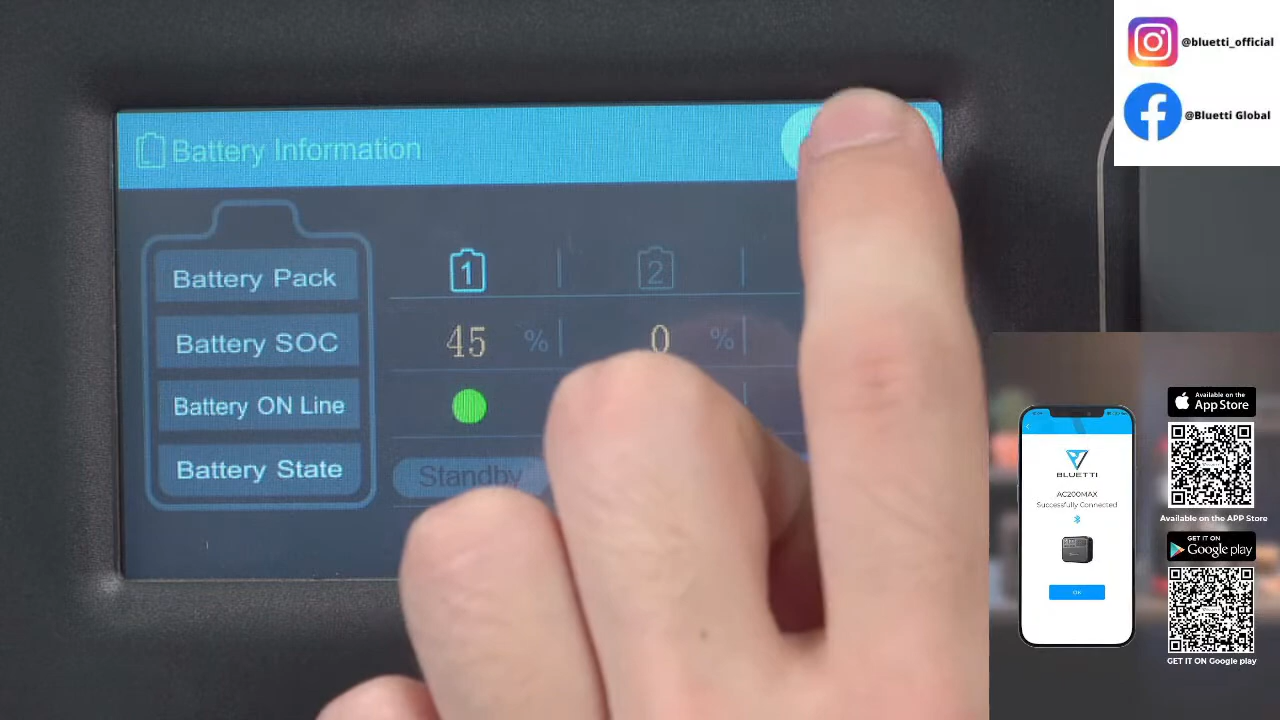 @bluetti_official
@Bluetti Global
Battery Information
Battery Pack
1
2
Battery SOC
45 %
0 %
Battery ON Line
Battery State
Standby
BLUETTI
AC200MAX
Successfully Connected
OK
Available on the
App Store
Available on the APP Store
GET IT ON
Google play
GET IT ON Google play